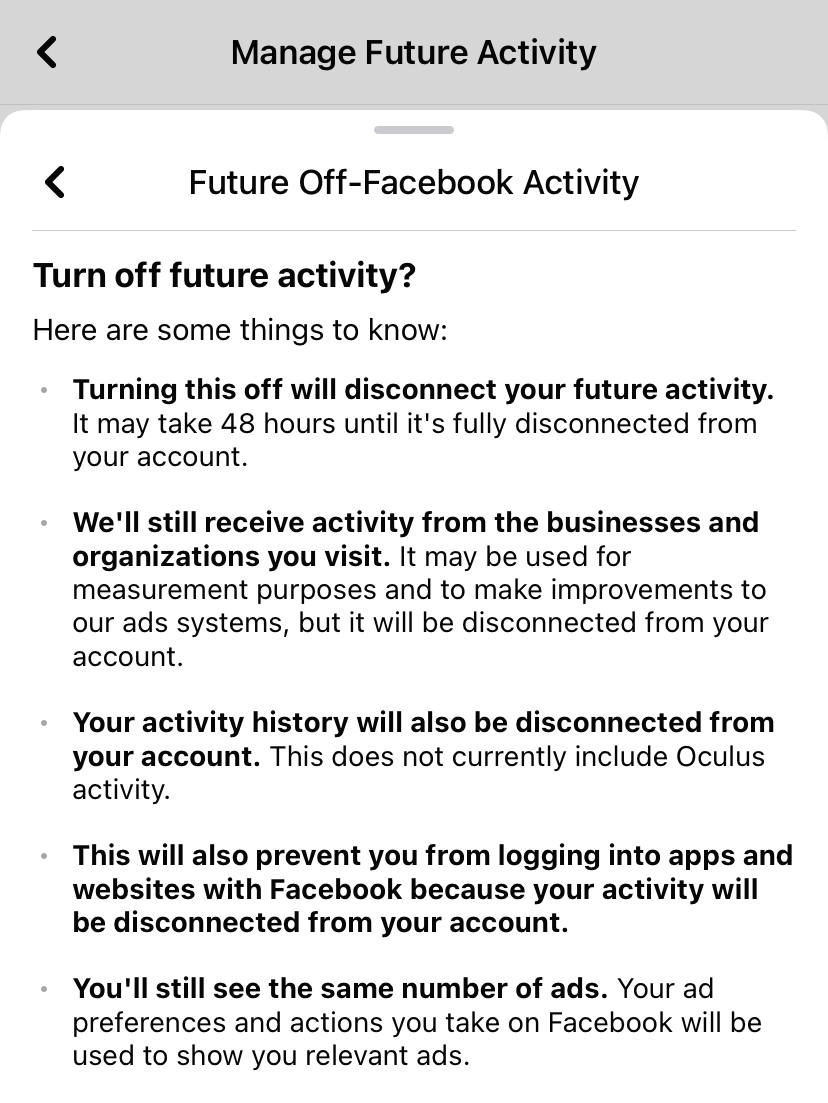 Manage Future Activity
Future Off-Facebook Activity
Turn off future activity?
Here are some things to know:
Turning this off will disconnect your future activity.
It may take 48 hours until it's fully disconnected from
your account.
We'll still receive activity from the businesses and
organizations you visit. It may be used for
measurement purposes and to make improvements to
our ads systems, but it will be disconnected from your
account.
Your activity history will also be disconnected from
your account. This does not currently include Oculus
activity.
This will also prevent you from logging into apps and
websites with Facebook because your activity will
be disconnected from your account.
You'll still see the same number of ads. Your ad
preferences and actions you take on Facebook will be
used to show you relevant ads.